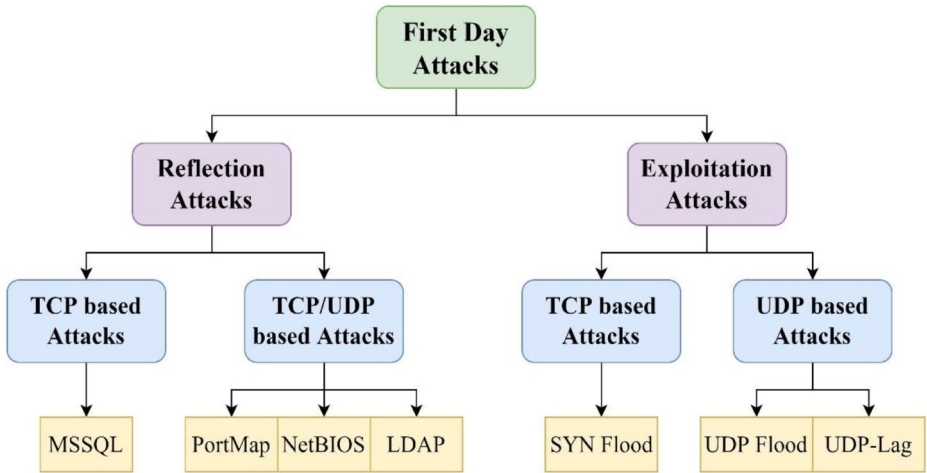 First Day
Attacks
Reflection
Attacks
Exploitation
Attacks
TCP based
Attacks
TCP/UDP
based Attacks
TCP based
Attacks
UDP based
Attacks
MSSQL
PortMap
NetBIOS
LDAP
SYN Flood
UDP Flood
UDP-Lag